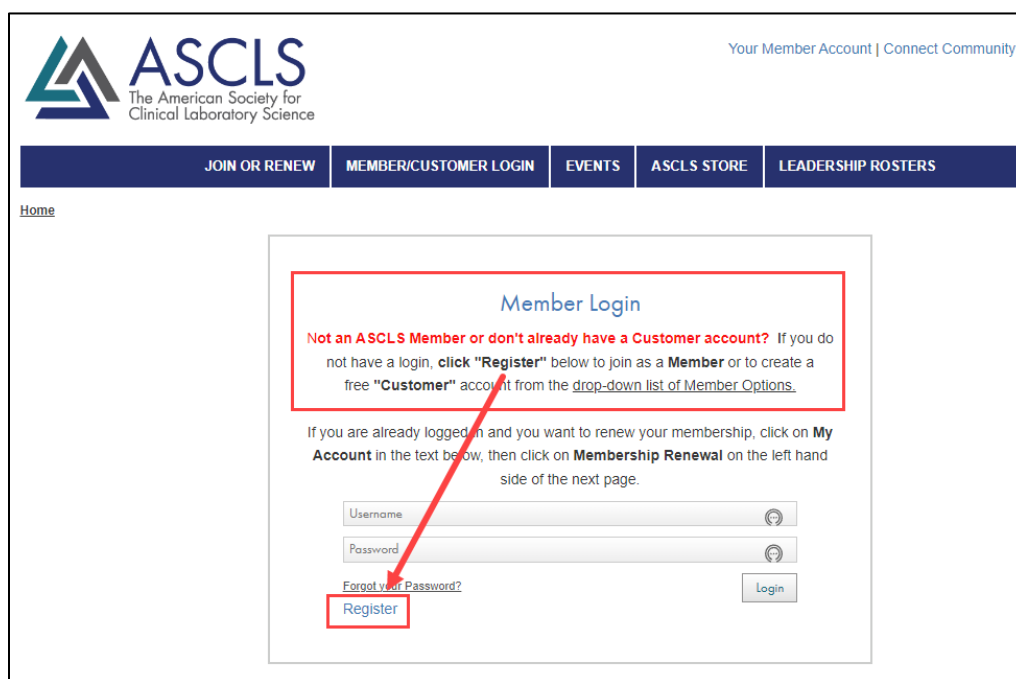 ASCLS
The American Society for
Clinical Laboratory Science
Your Member Account | Connect Community
JOIN OR RENEW
MEMBER/CUSTOMER LOGIN
EVENTS
ASCLS STORE
LEADERSHIP ROSTERS
Home
Member Login
Not an ASCLS Member or don't already have a Customer account? If you do
not have a login, click "Register" below to join as a Member or to create a
free "Customer" account from the drop-down list of Member Options.
If you are already logged in and you want to renew your membership, click on My
Account in the text below, then click on Membership Renewal on the left hand
side of the next page.
Username
Password
Forgot your Password?
Login
Register